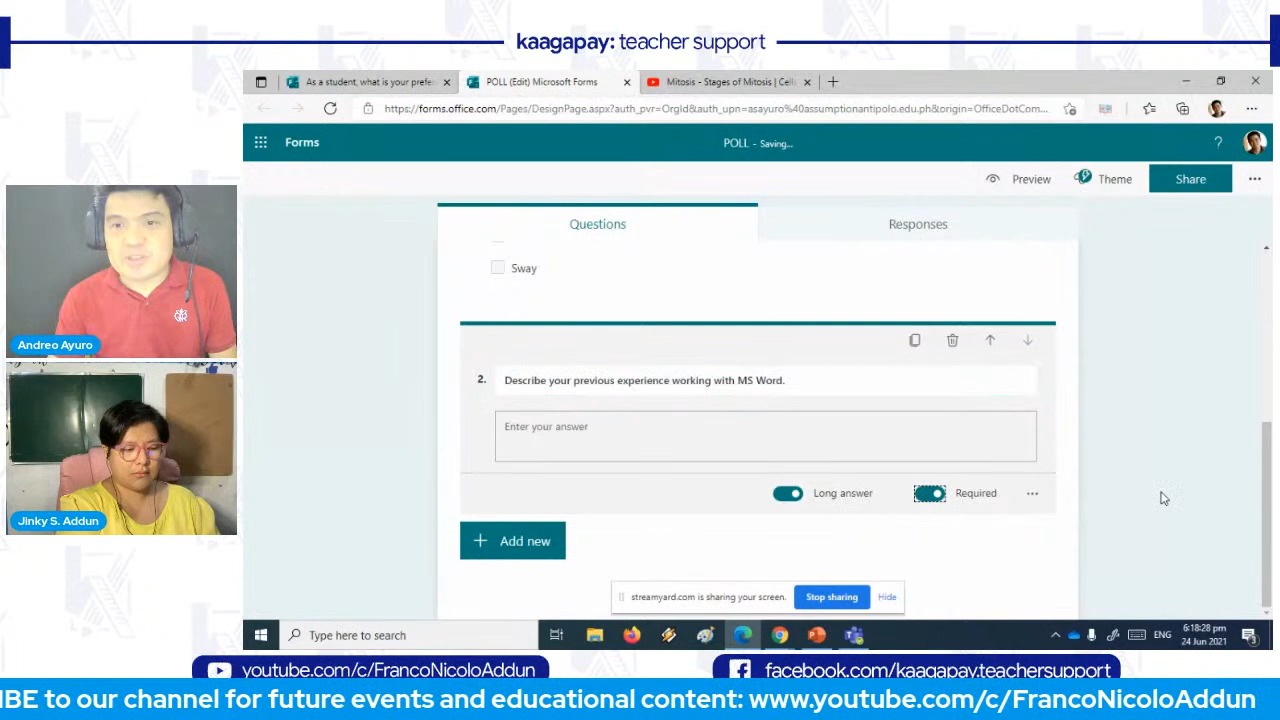 kaagapay: teacher support
As a student, what is your prefe
POLL (Edit) Microsoft Forms
Mitosis - Stages of Mitosis | Cell
https://forms.office.com/Pages/DesignPage.aspx?auth_pvr=OrgId&auth_upn=asayuro%40assumptionantipolo.edu.ph&origin=OfficeDotCom...
Forms
POLL - Saving...
?
Preview
Theme
Share
Questions
Responses
Sway
2.
Describe your previous experience working with MS Word.
Enter your answer
Long answer
Required
Add new
streamyard.com is sharing your screen.
Stop sharing
Hide
Andreo Ayuro
Jinky S. Addun
Type here to search
ENG
6:18:28 pm
24 Jun 2021
3
youtube.com/c/FrancoNicoloAddun
facebook.com/kaagapay.teachersupport
IBE to our channel for future events and educational content: www.youtube.com/c/FrancoNicoloAddun